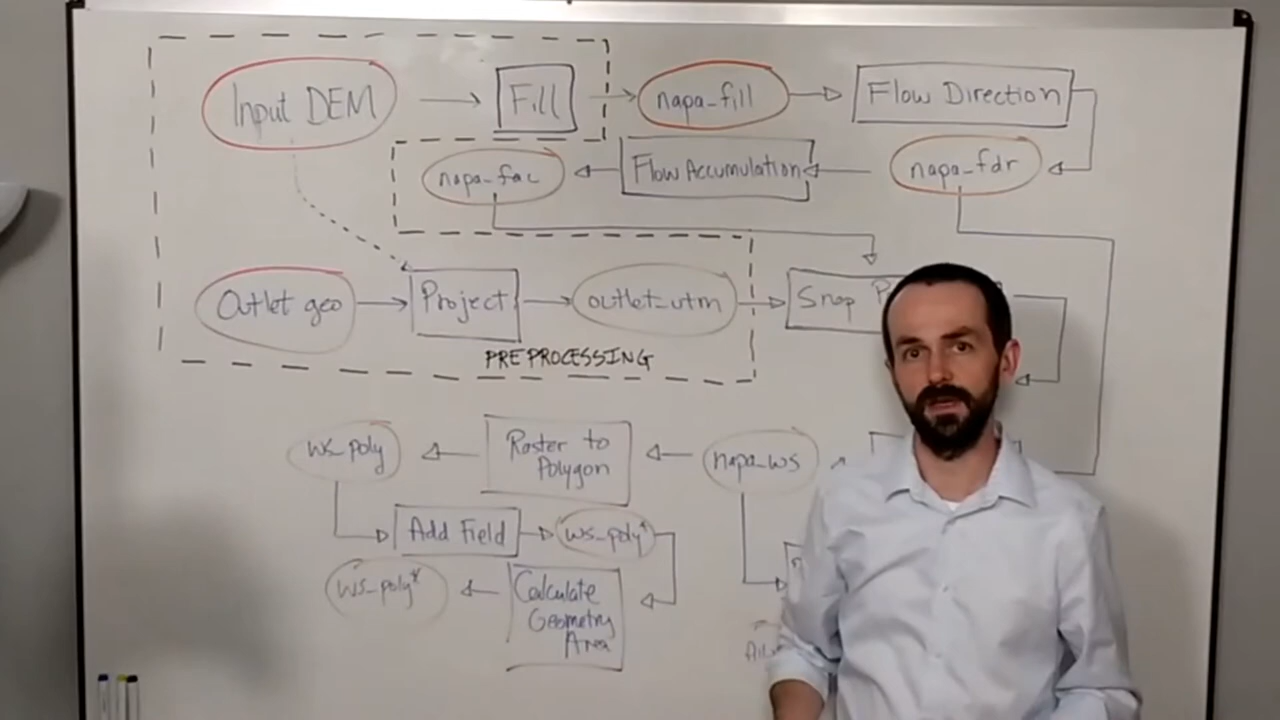 Input DEM
Fill
napa_fill
Flow Direction
napa_fac
Flow Accumulation
napa_fdr
Outlet geo
Project
outlet_utm
Snap
PREPROCESSING
ws_poly
Raster to
Polygon
napa_ws
Add Field
ws_poly*
ws_poly*
Calculate
Geometry
Area